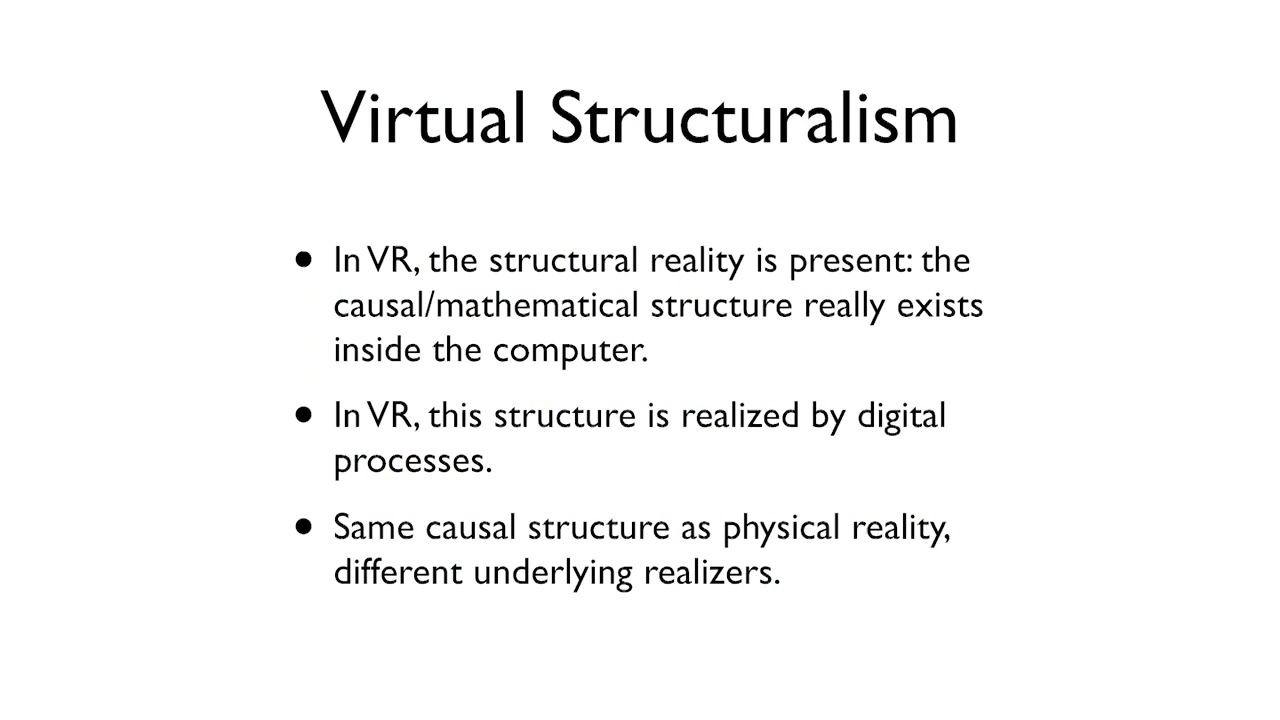 Virtual Structuralism
• In VR, the structural reality is present: the
causal/mathematical structure really exists
inside the computer.
• In VR, this structure is realized by digital
processes.
• Same causal structure as physical reality,
different underlying realizers.